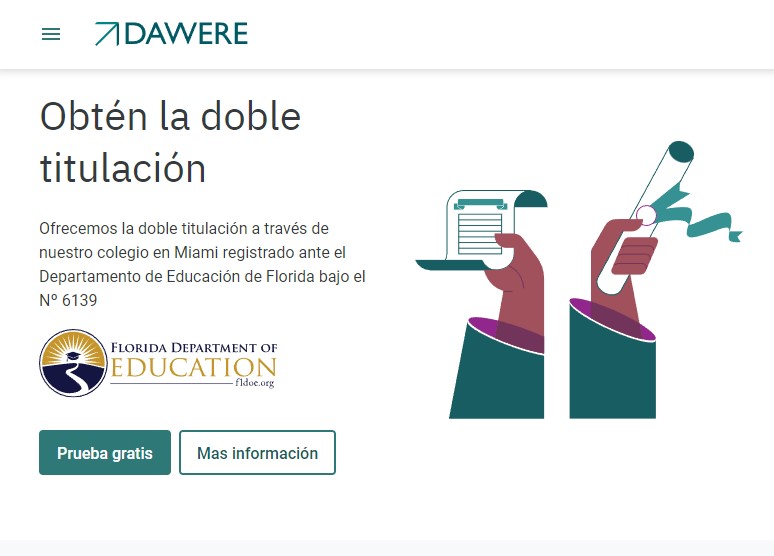 DAWERE
Obtén la doble
titulación
Ofrecemos la doble titulación a través de
nuestro colegio en Miami registrado ante el
Departamento de Educación de Florida bajo el
Nº 6139
FLORIDA DEPARTMENT OF
EDUCATION
fldoe.org
Prueba gratis
Mas información